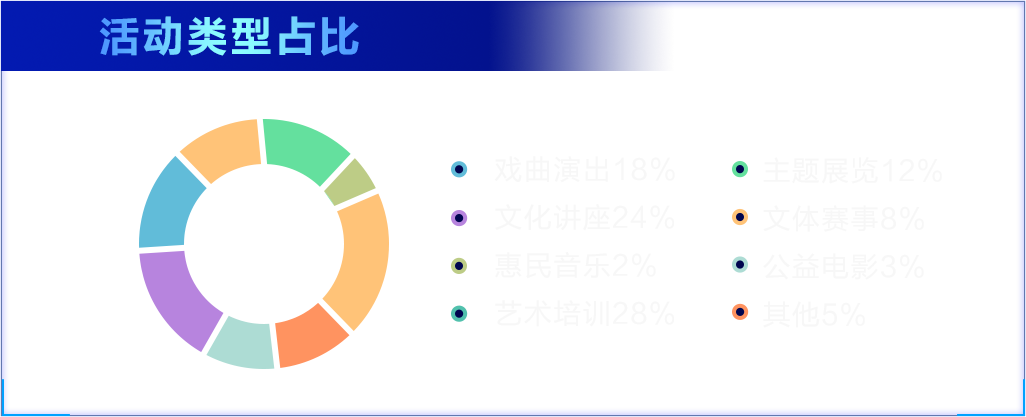 活动类型占比
戏曲演出18%
主题展览12%
文化讲座24%
文体赛事8%
惠民音乐2%
公益电影3%
艺术培训28%
其他5%